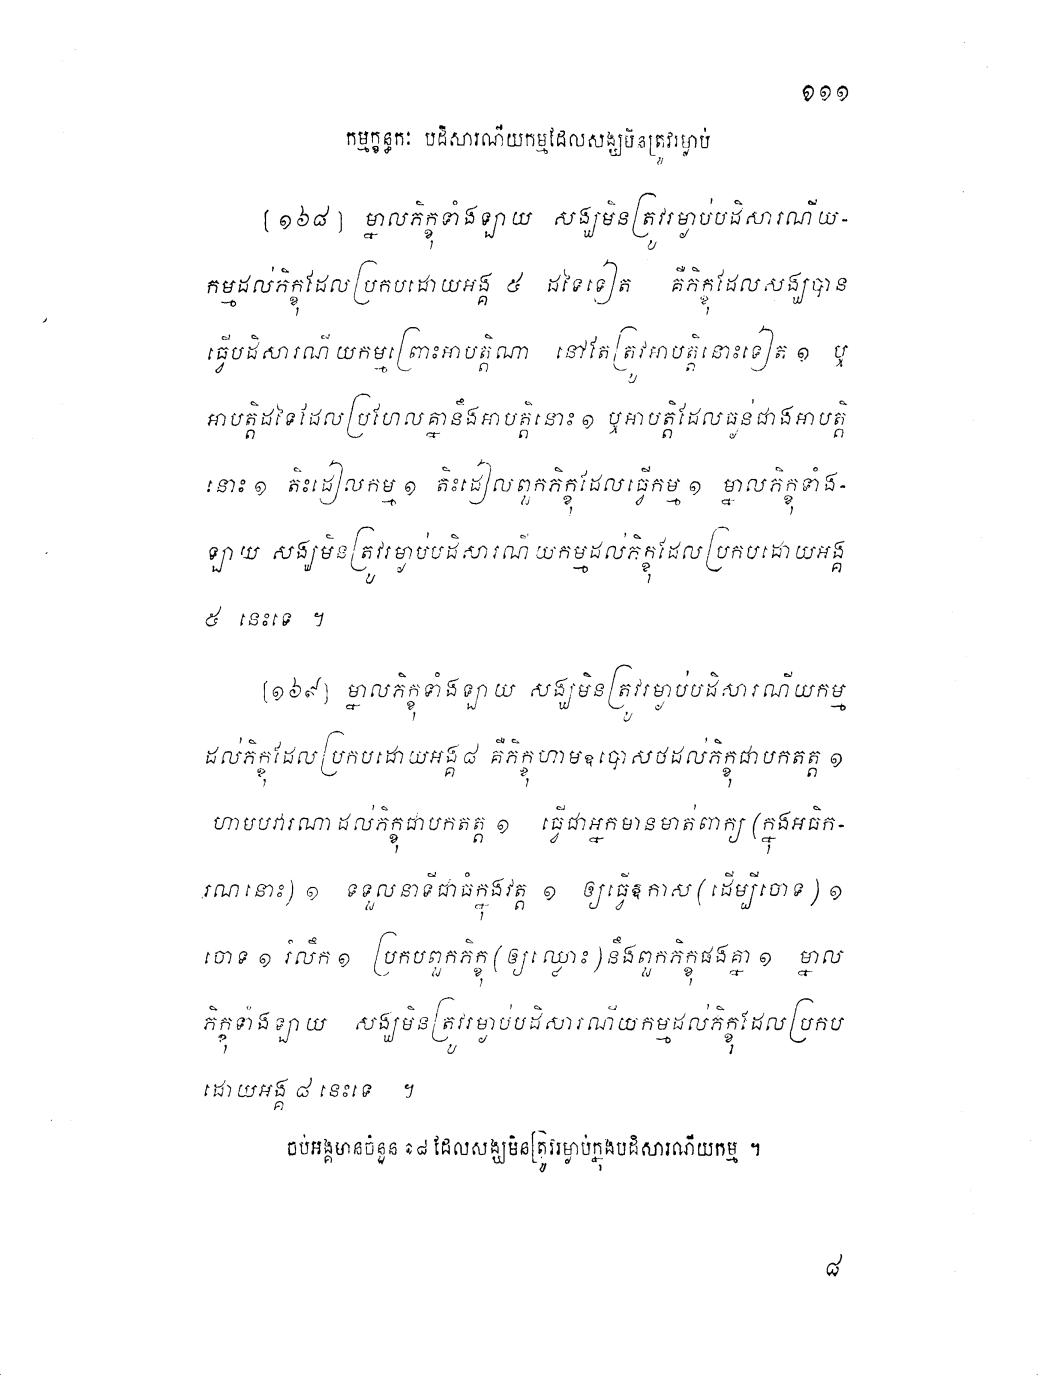 ១១១
កម្មក្ខន្ធកៈ បដិសារណីយកម្មដែលសង្ឃមិនត្រូវរម្ងាប់
[១៦៨] ម្នាលភិក្ខុទាំងឡាយ សង្ឃមិនត្រូវរម្ងាប់បដិសារណីយ-
កម្មដល់ភិក្ខុដែលប្រកបដោយអង្គ ៥ ដទៃទៀត គឺភិក្ខុដែលសង្ឃបាន
ធ្វើបដិសារណីយកម្មព្រោះអាបត្តិណា នៅតែត្រូវអាបត្តិនោះទៀត ១ ឬ
អាបត្តិដទៃដែលប្រហែលគ្នានឹងអាបត្តិនោះ ១ ឬអាបត្តិដែលធ្ងន់ជាងអាបត្តិ
នោះ ១ តិះដៀលកម្ម ១ តិះដៀលពួកភិក្ខុដែលធ្វើកម្ម ១ ម្នាលភិក្ខុទាំង-
ឡាយ សង្ឃមិនត្រូវរម្ងាប់បដិសារណីយកម្មដល់ភិក្ខុដែលប្រកបដោយអង្គ
៥ នេះទេ ។
[១៦៩] ម្នាលភិក្ខុទាំងឡាយ សង្ឃមិនត្រូវរម្ងាប់បដិសារណីយកម្ម
ដល់ភិក្ខុដែលប្រកបដោយអង្គ ៨ គឺភិក្ខុហាមឧបោសថដល់ភិក្ខុជាបកតត្ត ១
ហាមបវារណាដល់ភិក្ខុជាបកតត្ត ១ ធ្វើជាអ្នកមានមាត់ពាក្យ (ក្នុងអធិក-
រណនោះ) ១ ទទួលនាទីជាធំក្នុងវត្ត ១ ឲ្យធ្វើឱកាស (ដើម្បីចោទ) ១
ចោទ ១ រំលឹក ១ ប្រកបពួកភិក្ខុ (ឲ្យឈ្លោះ) នឹងពួកភិក្ខុផងគ្នា ១ ម្នាល
ភិក្ខុទាំងឡាយ សង្ឃមិនត្រូវរម្ងាប់បដិសារណីយកម្មដល់ភិក្ខុដែលប្រកប
ដោយអង្គ ៨ នេះទេ ។
ចប់អង្គមានចំនួន ១៨ ដែលសង្ឃមិនត្រូវរម្ងាប់ក្នុងបដិសារណីយកម្ម ។
៨